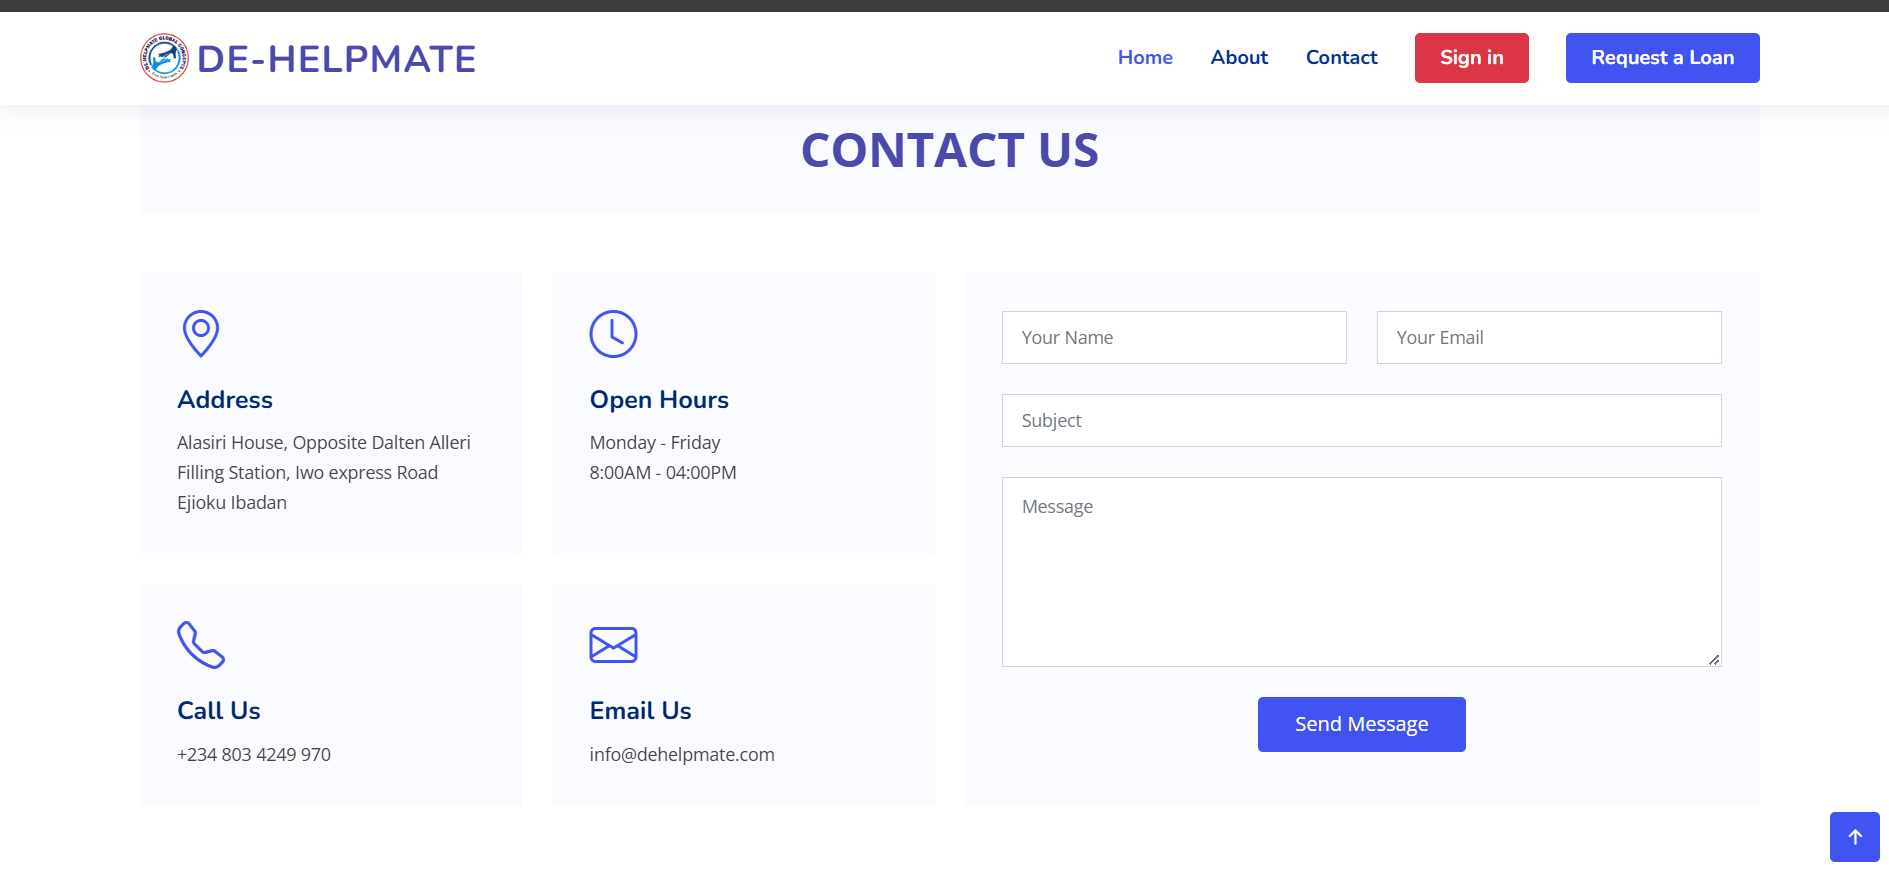 DE-HELPMATE
Home
About
Contact
Sign in
Request a Loan
CONTACT US
Address
Alasiri House, Opposite Dalten Alleri
Filling Station, Iwo express Road
Ejioku Ibadan
Open Hours
Monday - Friday
8:00AM - 04:00PM
Call Us
+234 803 4249 970
Email Us
info@dehelpmate.com
Your Name
Your Email
Subject
Message
Send Message